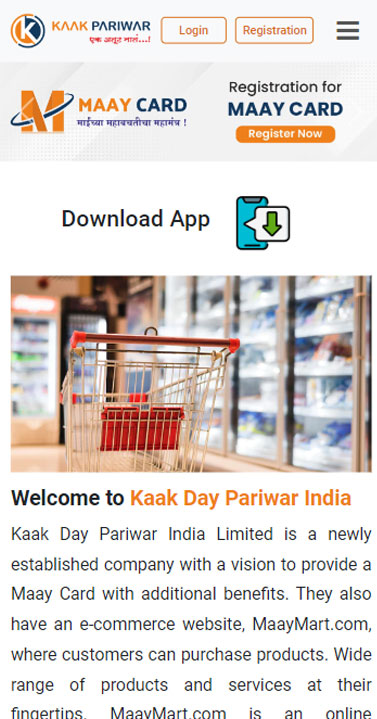 KAAK PARIWAR
एक अतूट नातं...!
Login
Registration
MAAY CARD
माईच्या महाबचतीचा महामंत्र !
Registration for
MAAY CARD
Register Now
Download App
Welcome to Kaak Day Pariwar India
Kaak Day Pariwar India Limited is a newly
established company with a vision to provide a
Maay Card with additional benefits. They also
have an e-commerce website, MaayMart.com,
where customers can purchase products. Wide
range of products and services at their
fingertips. MaayMart.com is an online